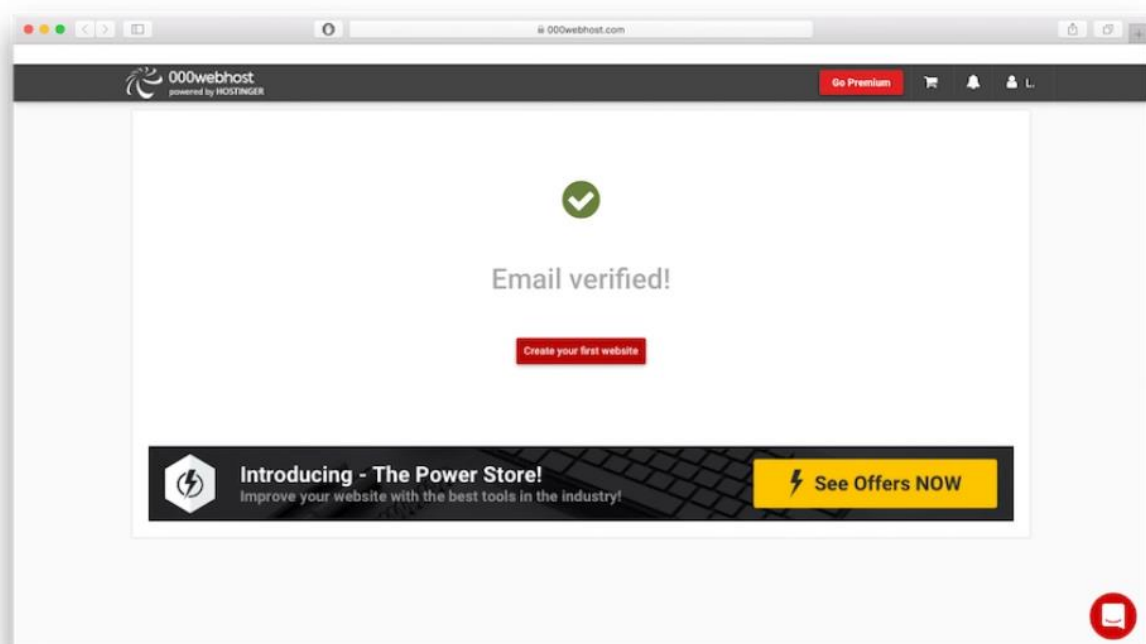 000webhost.com
000webhost
powered by HOSTINGER
Go Premium
L.
Email verified!
Create your first website
Introducing - The Power Store!
Improve your website with the best tools in the industry!
See Offers NOW